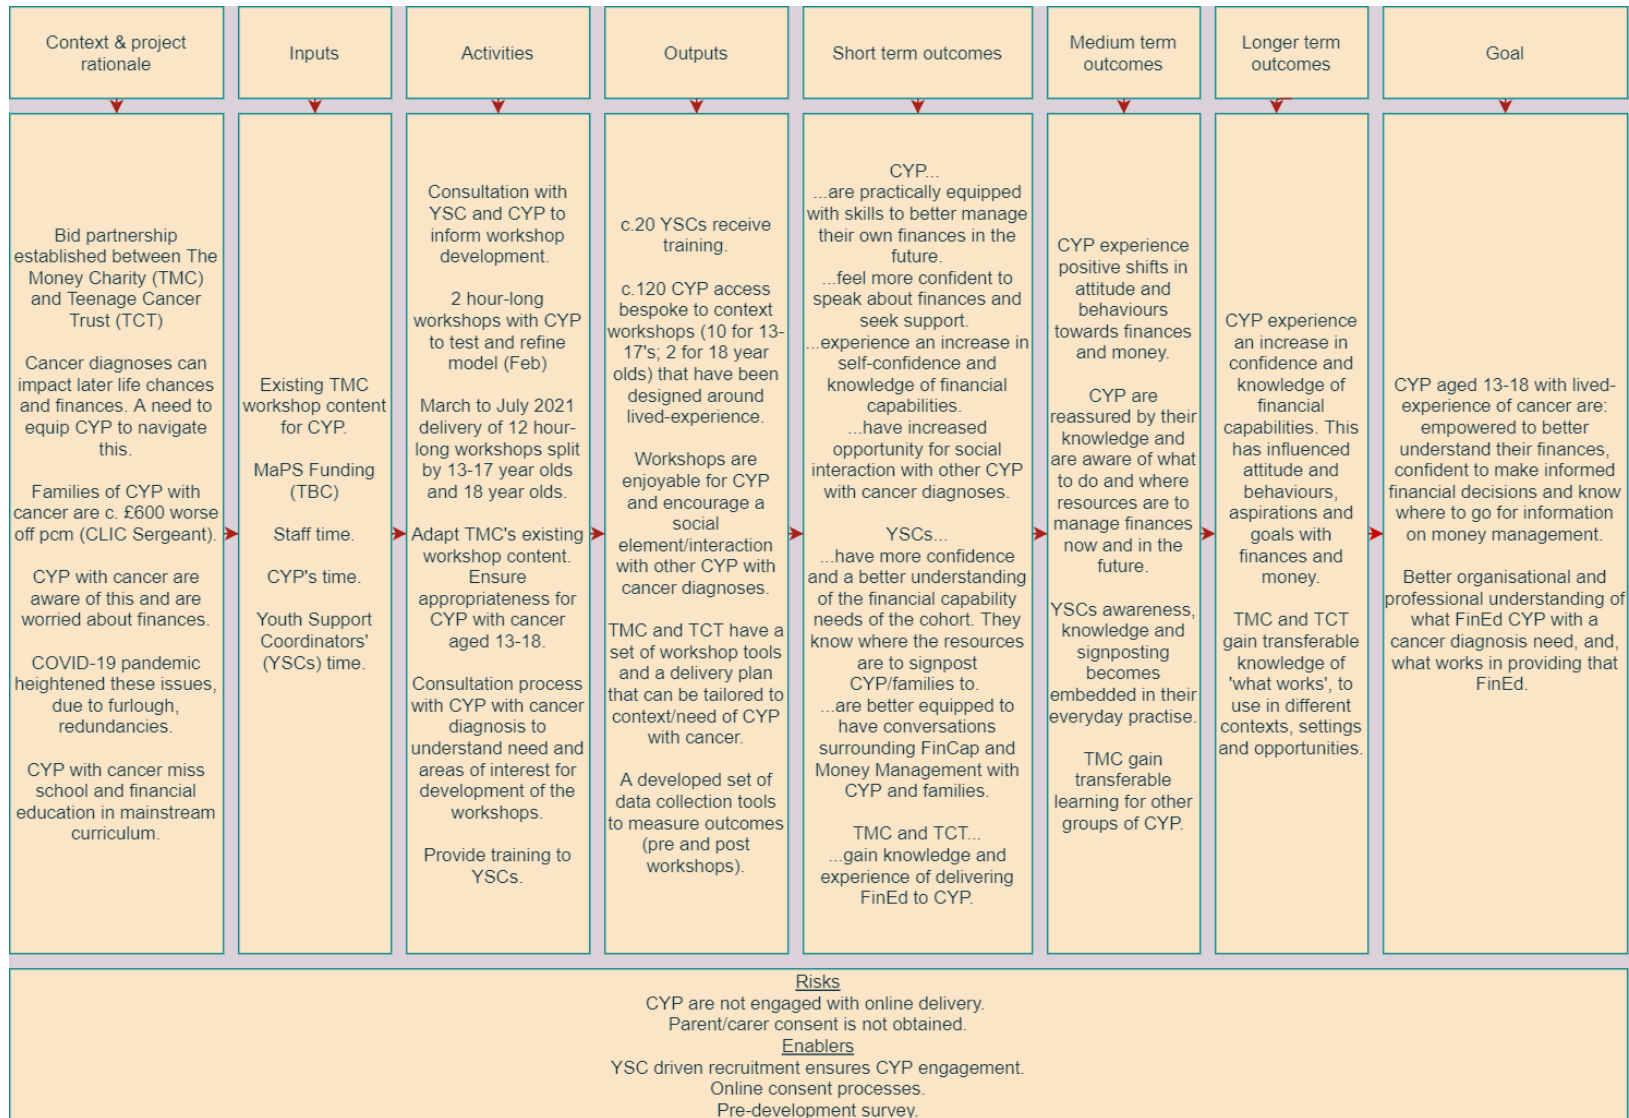 Context & project
rationale
Inputs
Activities
Outputs
Short term outcomes
Medium term
outcomes
Longer term
outcomes
Goal
Bid partnership
established between The
Money Charity (TMC)
and Teenage Cancer
Trust (TCT)
Cancer diagnoses can
impact later life chances
and finances. A need to
equip CYP to navigate
this.
Families of CYP with
cancer are c. £600 worse
off pcm (CLIC Sergeant).
CYP with cancer are
aware of this and are
worried about finances.
COVID-19 pandemic
heightened these issues,
due to furlough,
redundancies.
CYP with cancer miss
school and financial
education in mainstream
curriculum.
Existing TMC
workshop content
for CYP.
MaPS Funding
(TBC)
Staff time.
CYP's time.
Youth Support
Coordinators'
(YSCs) time.
Consultation with
YSC and CYP to
inform workshop
development.
2 hour-long
workshops with CYP
to test and refine
model (Feb)
March to July 2021
delivery of 12 hour-
long workshops split
by 13-17 year olds
and 18 year olds.
Adapt TMC's existing
workshop content.
Ensure
appropriateness for
CYP with cancer
aged 13-18.
Consultation process
with CYP with cancer
diagnosis to
understand need and
areas of interest for
development of the
workshops.
Provide training to
YSCs.
c.20 YSCs receive
training.
c.120 CYP access
bespoke to context
workshops (10 for 13-
17's; 2 for 18 year
olds) that have been
designed around
lived-experience.
Workshops are
enjoyable for CYP
and encourage a
social
element/interaction
with other CYP with
cancer diagnoses.
TMC and TCT have a
set of workshop tools
and a delivery plan
that can be tailored to
context/need of CYP
with cancer.
A developed set of
data collection tools
to measure outcomes
(pre and post
workshops).
CYP...
...are practically equipped
with skills to better manage
their own finances in the
future.
...feel more confident to
speak about finances and
seek support.
...experience an increase in
self-confidence and
knowledge of financial
capabilities.
...have increased
opportunity for social
interaction with other CYP
with cancer diagnoses.
YSCs...
...have more confidence
and a better understanding
of the financial capability
needs of the cohort. They
know where the resources
are to signpost
CYP/families to.
...are better equipped to
have conversations
surrounding FinCap and
Money Management with
CYP and families.
TMC and TCT...
...gain knowledge and
experience of delivering
FinEd to CYP.
CYP experience
positive shifts in
attitude and
behaviours
towards finances
and money.
CYP are
reassured by their
knowledge and
are aware of what
to do and where
resources are to
manage finances
now and in the
future.
YSCs awareness,
knowledge and
signposting
becomes
embedded in their
everyday practise.
TMC gain
transferable
learning for other
groups of CYP.
CYP experience
an increase in
confidence and
knowledge of
financial
capabilities. This
has influenced
attitude and
behaviours,
aspirations and
goals with
finances and
money.
TMC and TCT
gain transferable
knowledge of
'what works', to
use in different
contexts, settings
and opportunities.
CYP aged 13-18 with lived-
experience of cancer are:
empowered to better
understand their finances,
confident to make informed
financial decisions and know
where to go for information
on money management.
Better organisational and
professional understanding of
what FinEd CYP with a
cancer diagnosis need, and,
what works in providing that
FinEd.
Risks
CYP are not engaged with online delivery.
Parent/carer consent is not obtained.
Enablers
YSC driven recruitment ensures CYP engagement.
Online consent processes.
Pre-development survey.